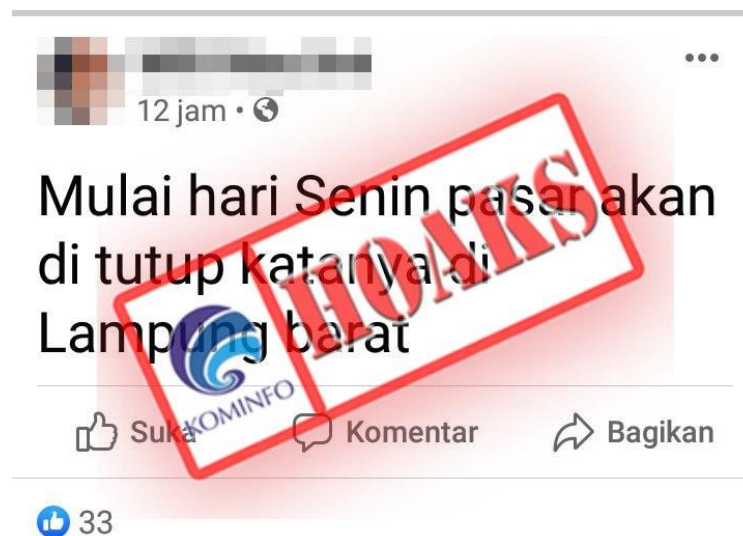 12 jam
Mulai hari Senin pasar akan
di tutup katanya di
Lampung barat
HOAKS
KOMINFO
Suka
Komentar
Bagikan
33